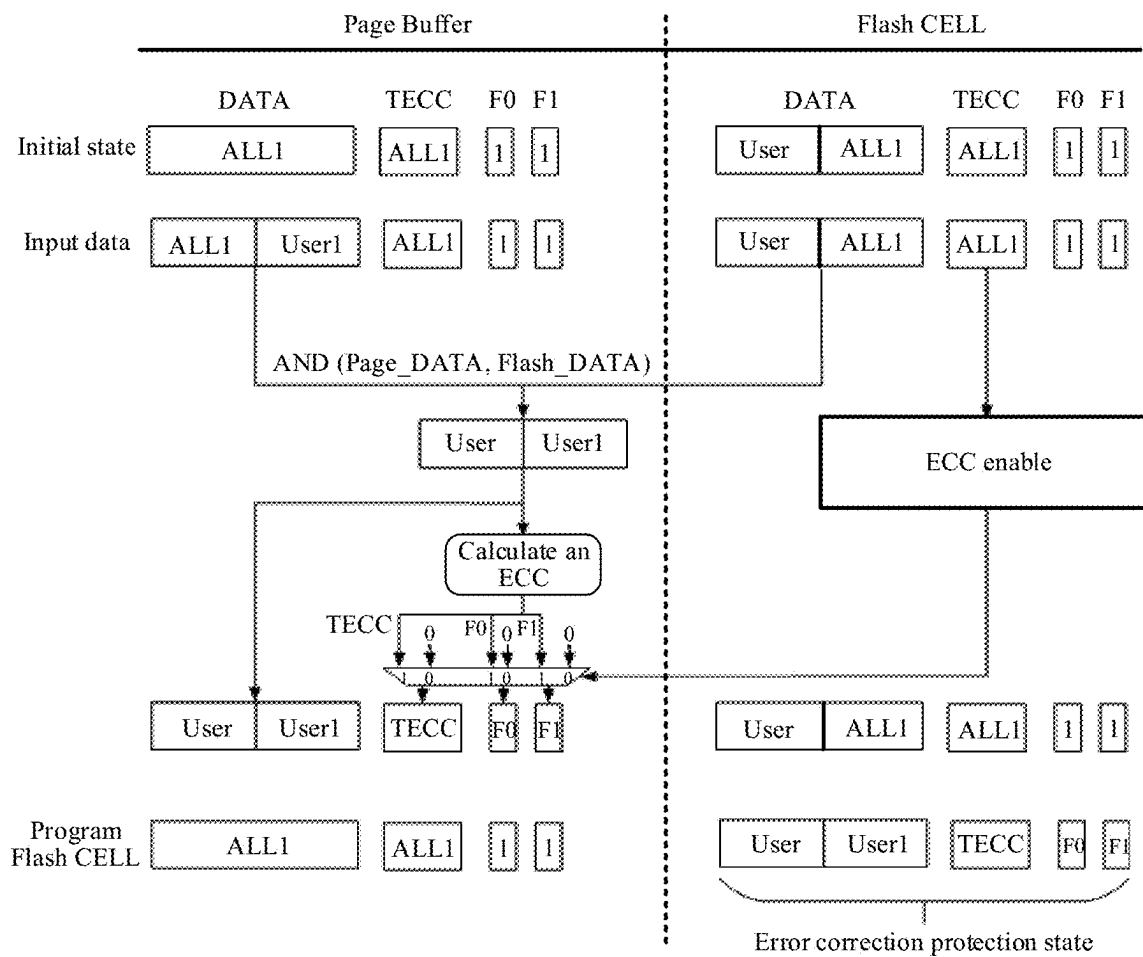 Page Buffer Flash CELL
DATA TECC F0 F1 DATA TECC F0 F1
Initial state ALL1 ALL1 1 1 User ALL1 ALL1 1 1
Input data ALL1 User1 ALL1 1 1 User ALL1 ALL1 1 1
AND (Page_DATA, Flash_DATA)
User User1
ECC enable
Calculate an
ECC
TECC 0 F0 0 F1 0
1 0 1 0 1 0
User User1 TECC F0 F1 User ALL1 ALL1 1 1
Program
Flash CELL ALL1 ALL1 1 1 User User1 TECC F0 F1
Error correction protection state